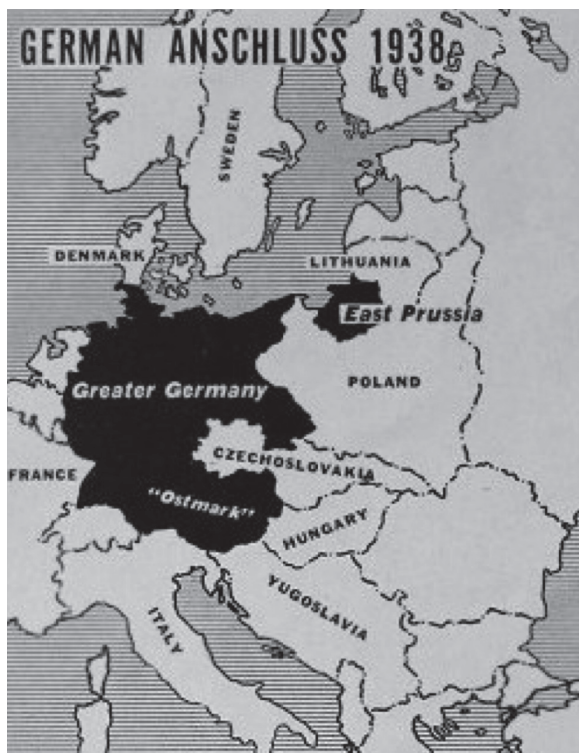 GERMAN ANSCHLUSS 1938
SWEDEN
DENMARK
LITHUANIA
East Prussia
Greater Germany
POLAND
CZECHOSLOVAKIA
FRANCE
"Ostmark"
HUNGARY
YUGOSLAVIA
ITALY